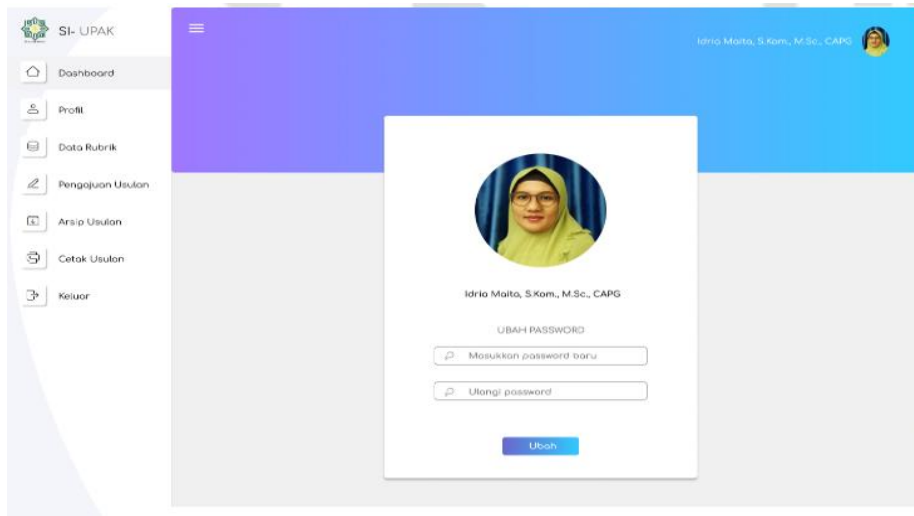 SI- UPAK
Idria Maita, S.Kom., M.Sc., CAPG
Dashboard
Profil
Data Rubrik
Pengajuan Usulan
Arsip Usulan
Cetak Usulan
Keluar
Idria Maita, S.Kom., M.Sc., CAPG
UBAH PASSWORD
Masukkan password baru
Ulangi password
Ubah